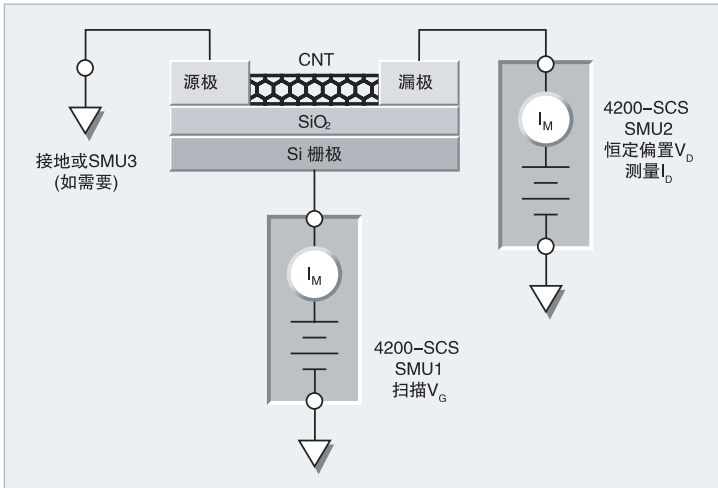 CNT
源极
漏极
SiO₂
Si 栅极
接地或SMU3
(如需要)
I_M
4200-SCS
SMU2
恒定偏置V_D
测量I_D
I_M
4200-SCS
SMU1
扫描V_G